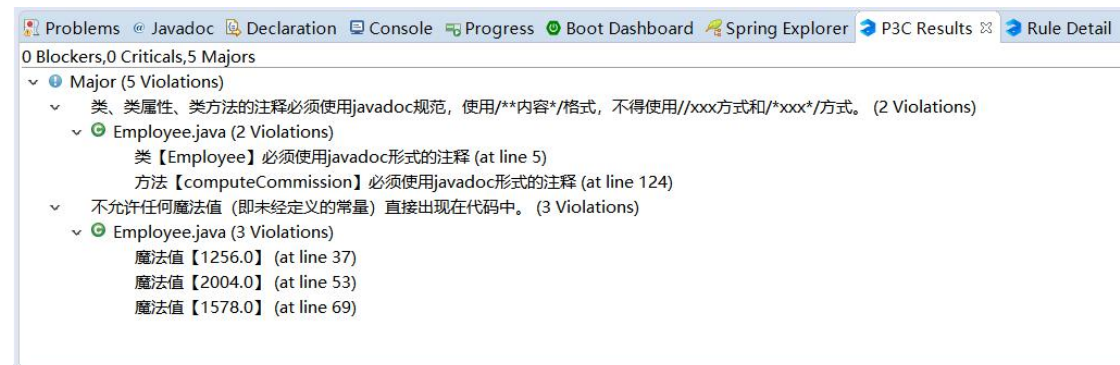 Problems @ Javadoc Declaration Console Progress Boot Dashboard Spring Explorer P3C Results Rule Detail
0 Blockers,0 Criticals,5 Majors
Major (5 Violations)
类、类属性、类方法的注释必须使用javadoc规范，使用/**内容*/格式，不得使用//xxx方式和/*xxx*/方式。 (2 Violations)
Employee.java (2 Violations)
类【Employee】必须使用javadoc形式的注释 (at line 5)
方法【computeCommission】必须使用javadoc形式的注释 (at line 124)
不允许任何魔法值（即未经定义的常量）直接出现在代码中。 (3 Violations)
Employee.java (3 Violations)
魔法值【1256.0】 (at line 37)
魔法值【2004.0】 (at line 53)
魔法值【1578.0】 (at line 69)